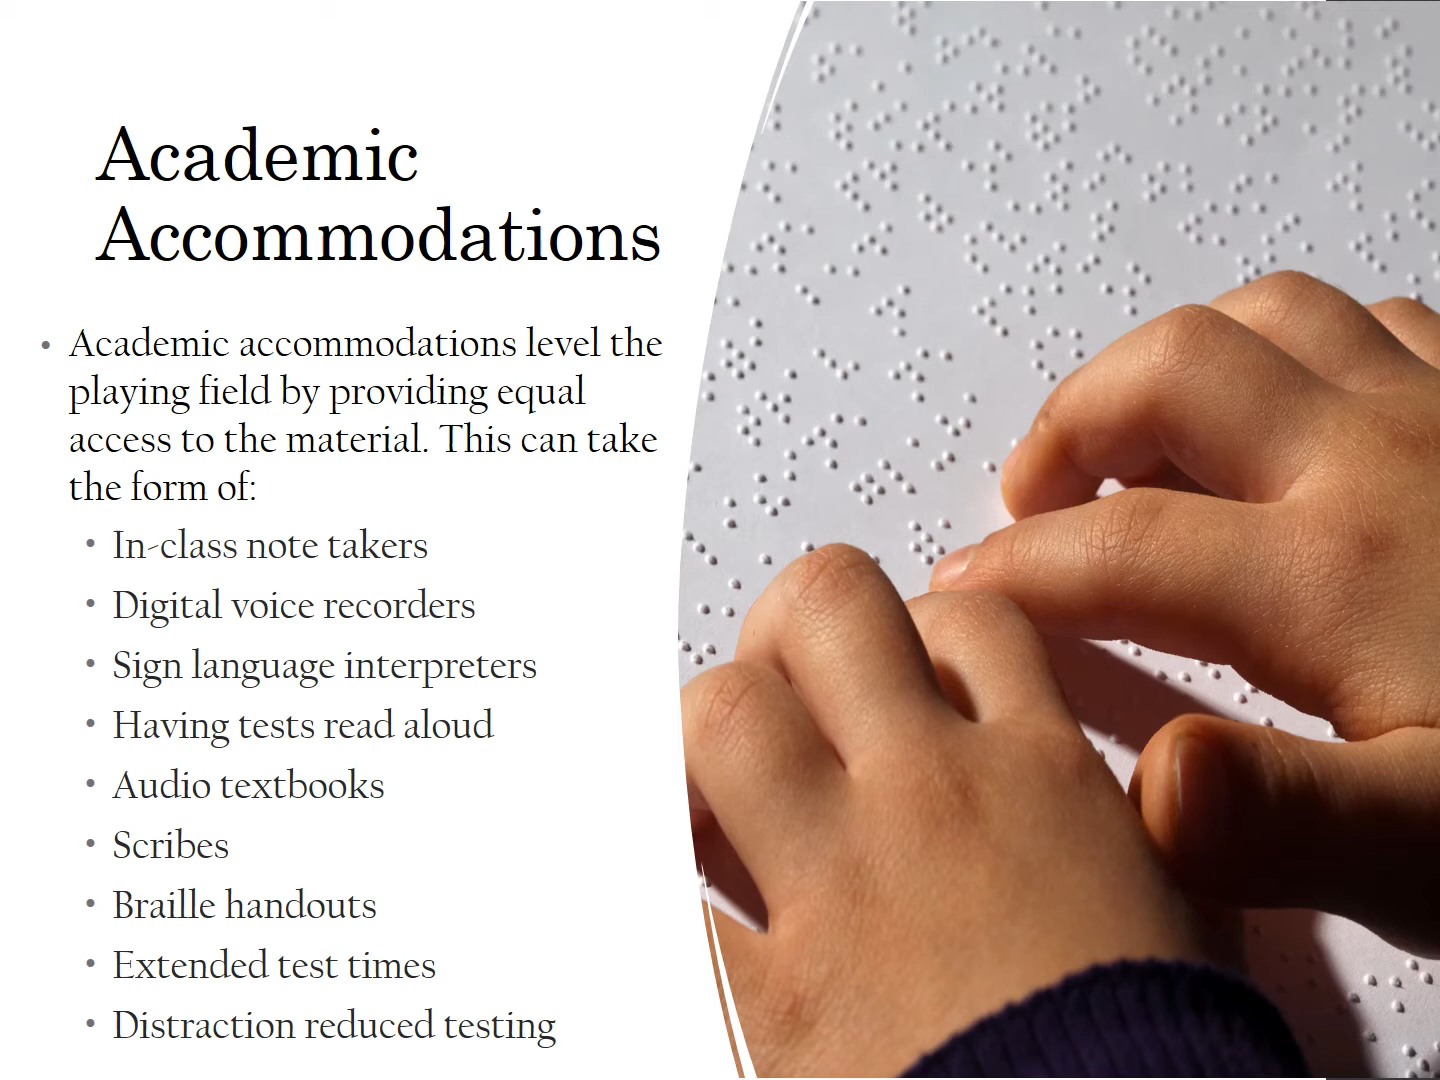 Academic
Accommodations
• Academic accommodations level the
playing field by providing equal
access to the material. This can take
the form of:
• In-class note takers
• Digital voice recorders
• Sign language interpreters
• Having tests read aloud
• Audio textbooks
• Scribes
• Braille handouts
• Extended test times
• Distraction reduced testing